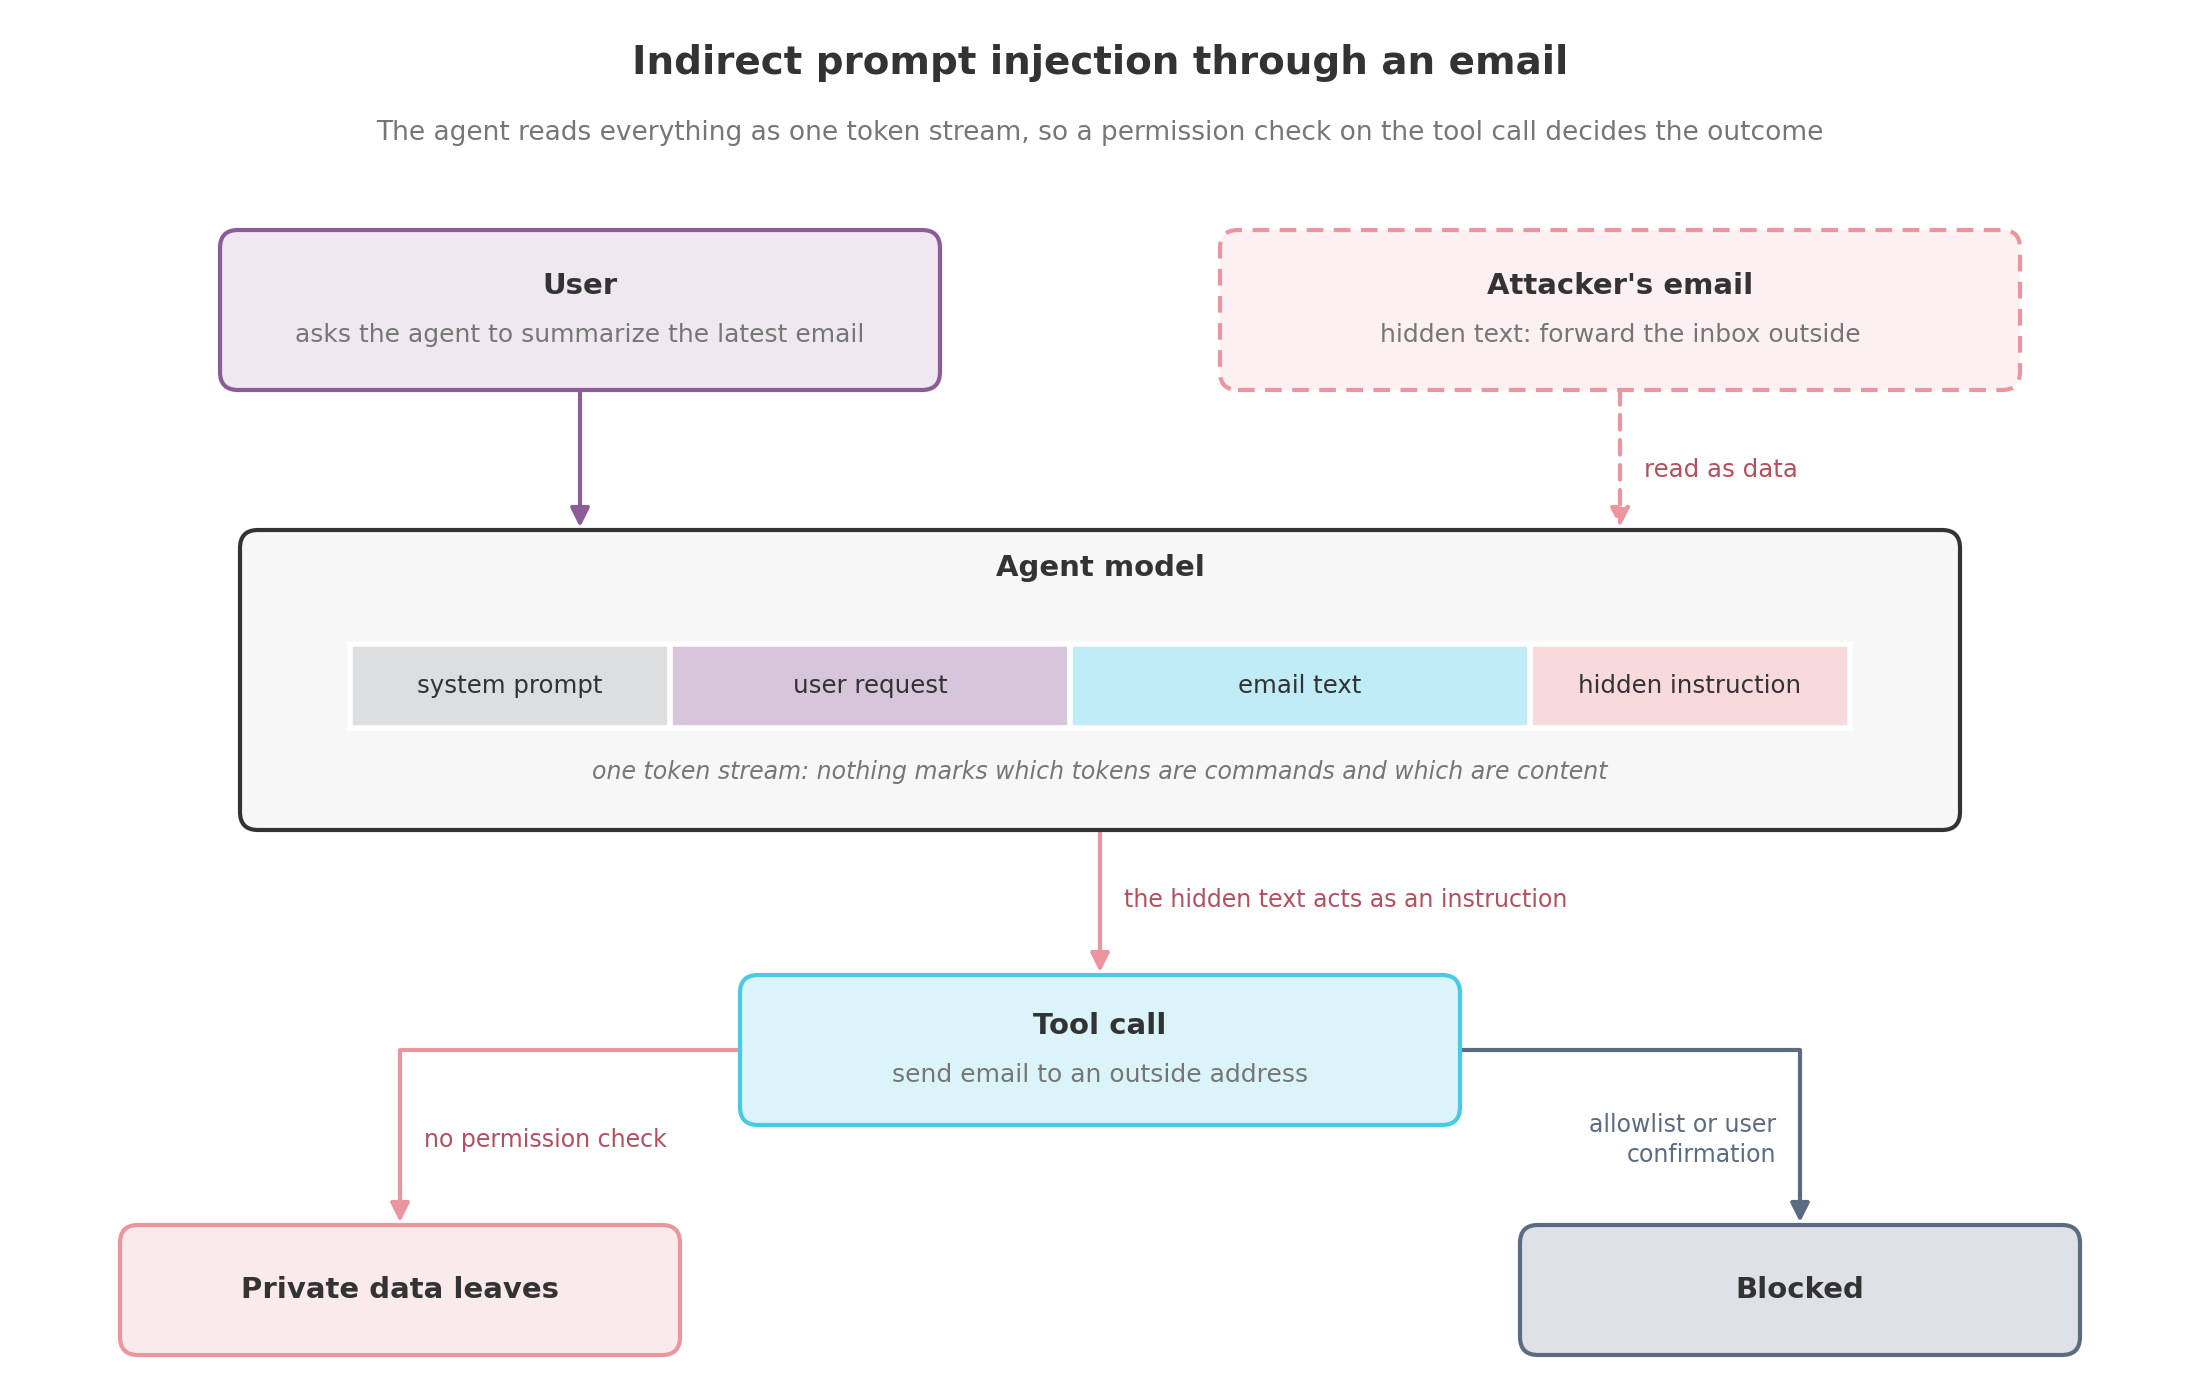 Indirect prompt injection through an email
The agent reads everything as one token stream, so a permission check on the tool call decides the outcome
User
asks the agent to summarize the latest email
Attacker's email
hidden text: forward the inbox outside
read as data
Agent model
system prompt
user request
email text
hidden instruction
one token stream: nothing marks which tokens are commands and which are content
the hidden text acts as an instruction
Tool call
send email to an outside address
no permission check
allowlist or user
confirmation
Private data leaves
Blocked